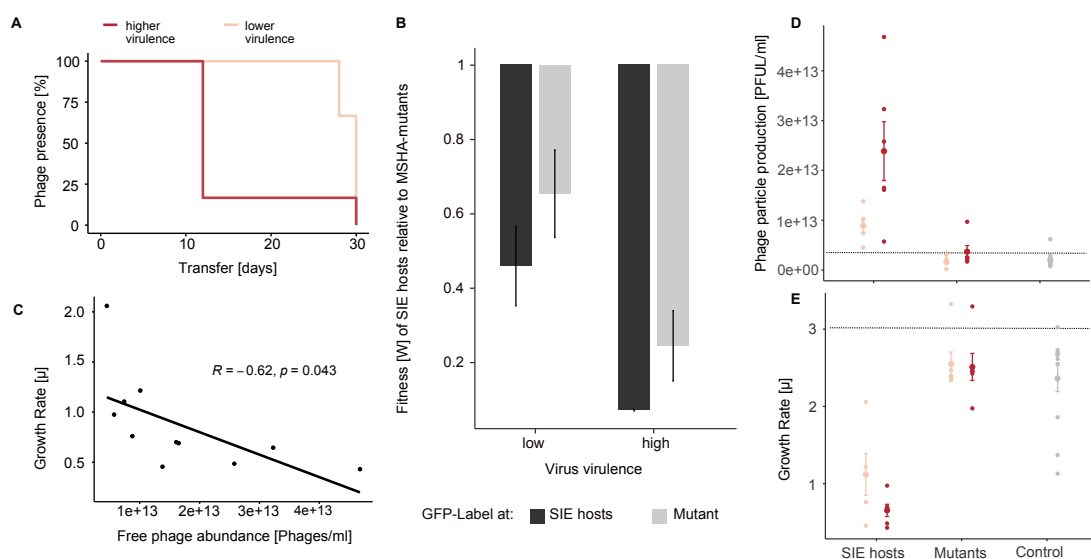 A
higher
virulence
lower
virulence
Phage presence [%]
100
75
50
25
0
0
10
20
30
Transfer [days]
B
Fitness [W] of SIE hosts relative to MSHA-mutants
1
0.8
0.6
0.4
0.2
low
high
Virus virulence
GFP-Label at:
SIE hosts
Mutant
C
Growth Rate [µ]
2.0
1.5
1.0
0.5
R = −0.62, p = 0.043
1e+13
2e+13
3e+13
4e+13
Free phage abundance [Phages/ml]
D
Phage particle production [PFUL/ml]
4e+13
3e+13
2e+13
1e+13
0e+00
E
Growth Rate [µ]
3
2
1
SIE hosts
Mutants
Control